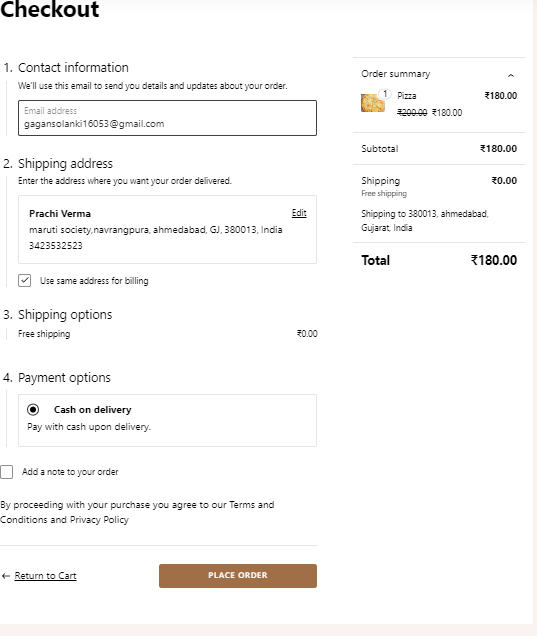 Checkout
1. Contact information
We'll use this email to send you details and updates about your order.
Email address
gagansolanki16053@gmail.com
2. Shipping address
Enter the address where you want your order delivered.
Prachi Verma
Edit
maruti society,navrangpura, ahmedabad, GJ, 380013, India
3423532523
Use same address for billing
3. Shipping options
Free shipping ₹0.00
4. Payment options
Cash on delivery
Pay with cash upon delivery.
Add a note to your order
By proceeding with your purchase you agree to our Terms and
Conditions and Privacy Policy
← Return to Cart
PLACE ORDER
Order summary
1 Pizza ₹180.00
₹200.00 ₹180.00
Subtotal ₹180.00
Shipping ₹0.00
Free shipping
Shipping to 380013, ahmedabad,
Gujarat, India
Total ₹180.00